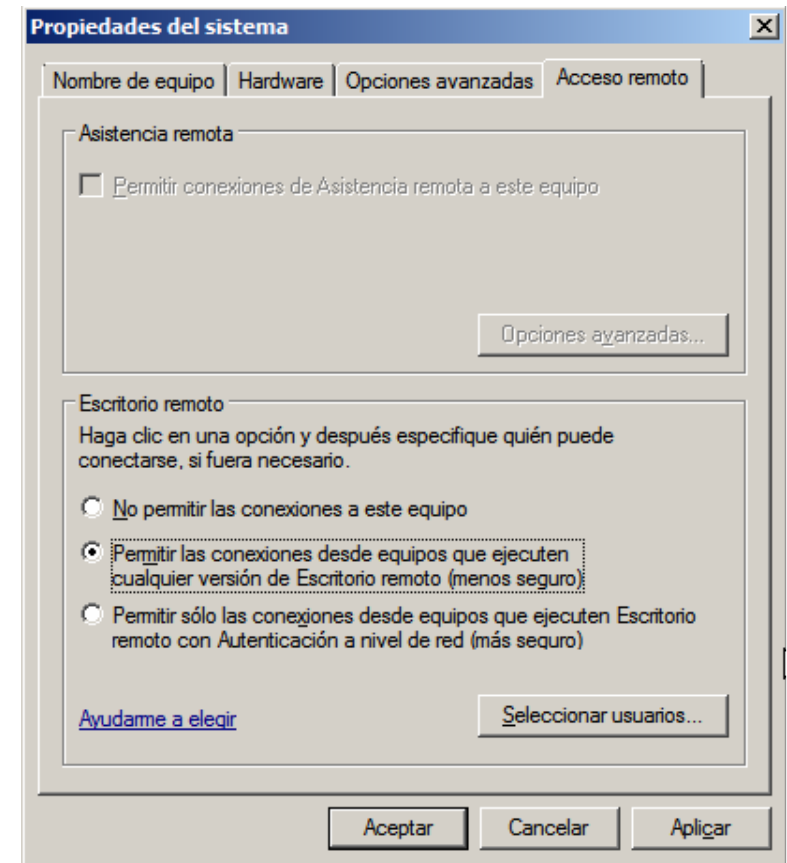 Propiedades del sistema
Nombre de equipo Hardware Opciones avanzadas Acceso remoto
Asistencia remota
Permitir conexiones de Asistencia remota a este equipo
Opciones avanzadas...
Escritorio remoto
Haga clic en una opción y después especifique quién puede
conectarse, si fuera necesario.
No permitir las conexiones a este equipo
Permitir las conexiones desde equipos que ejecuten
cualquier versión de Escritorio remoto (menos seguro)
Permitir sólo las conexiones desde equipos que ejecuten Escritorio
remoto con Autenticación a nivel de red (más seguro)
Ayudarme a elegir
Seleccionar usuarios...
Aceptar Cancelar Aplicar